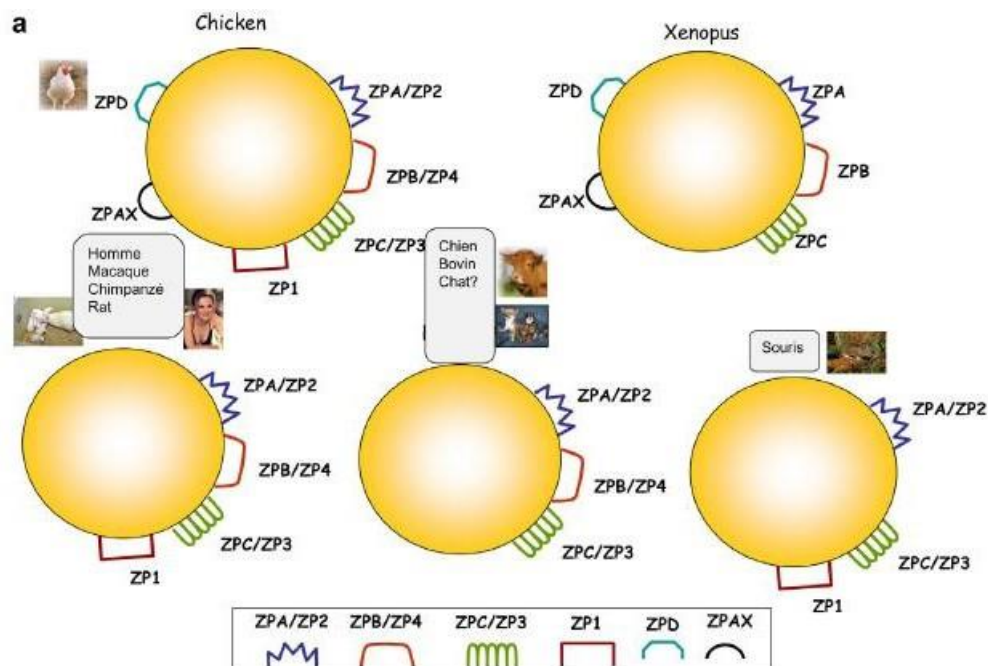 a
Chicken
ZPD
ZPA/ZP2
ZPB/ZP4
ZPAX
ZPC/ZP3
ZP1
Xenopus
ZPD
ZPA
ZPB
ZPAX
ZPC
Homme
Macaque
Chimpanzé
Rat
ZPA/ZP2
ZPB/ZP4
ZPC/ZP3
ZP1
Chien
Bovin
Chat?
ZPA/ZP2
ZPB/ZP4
ZPC/ZP3
Souris
ZPA/ZP2
ZPC/ZP3
ZP1
ZPA/ZP2 ZPB/ZP4 ZPC/ZP3 ZP1 ZPD ZPAX